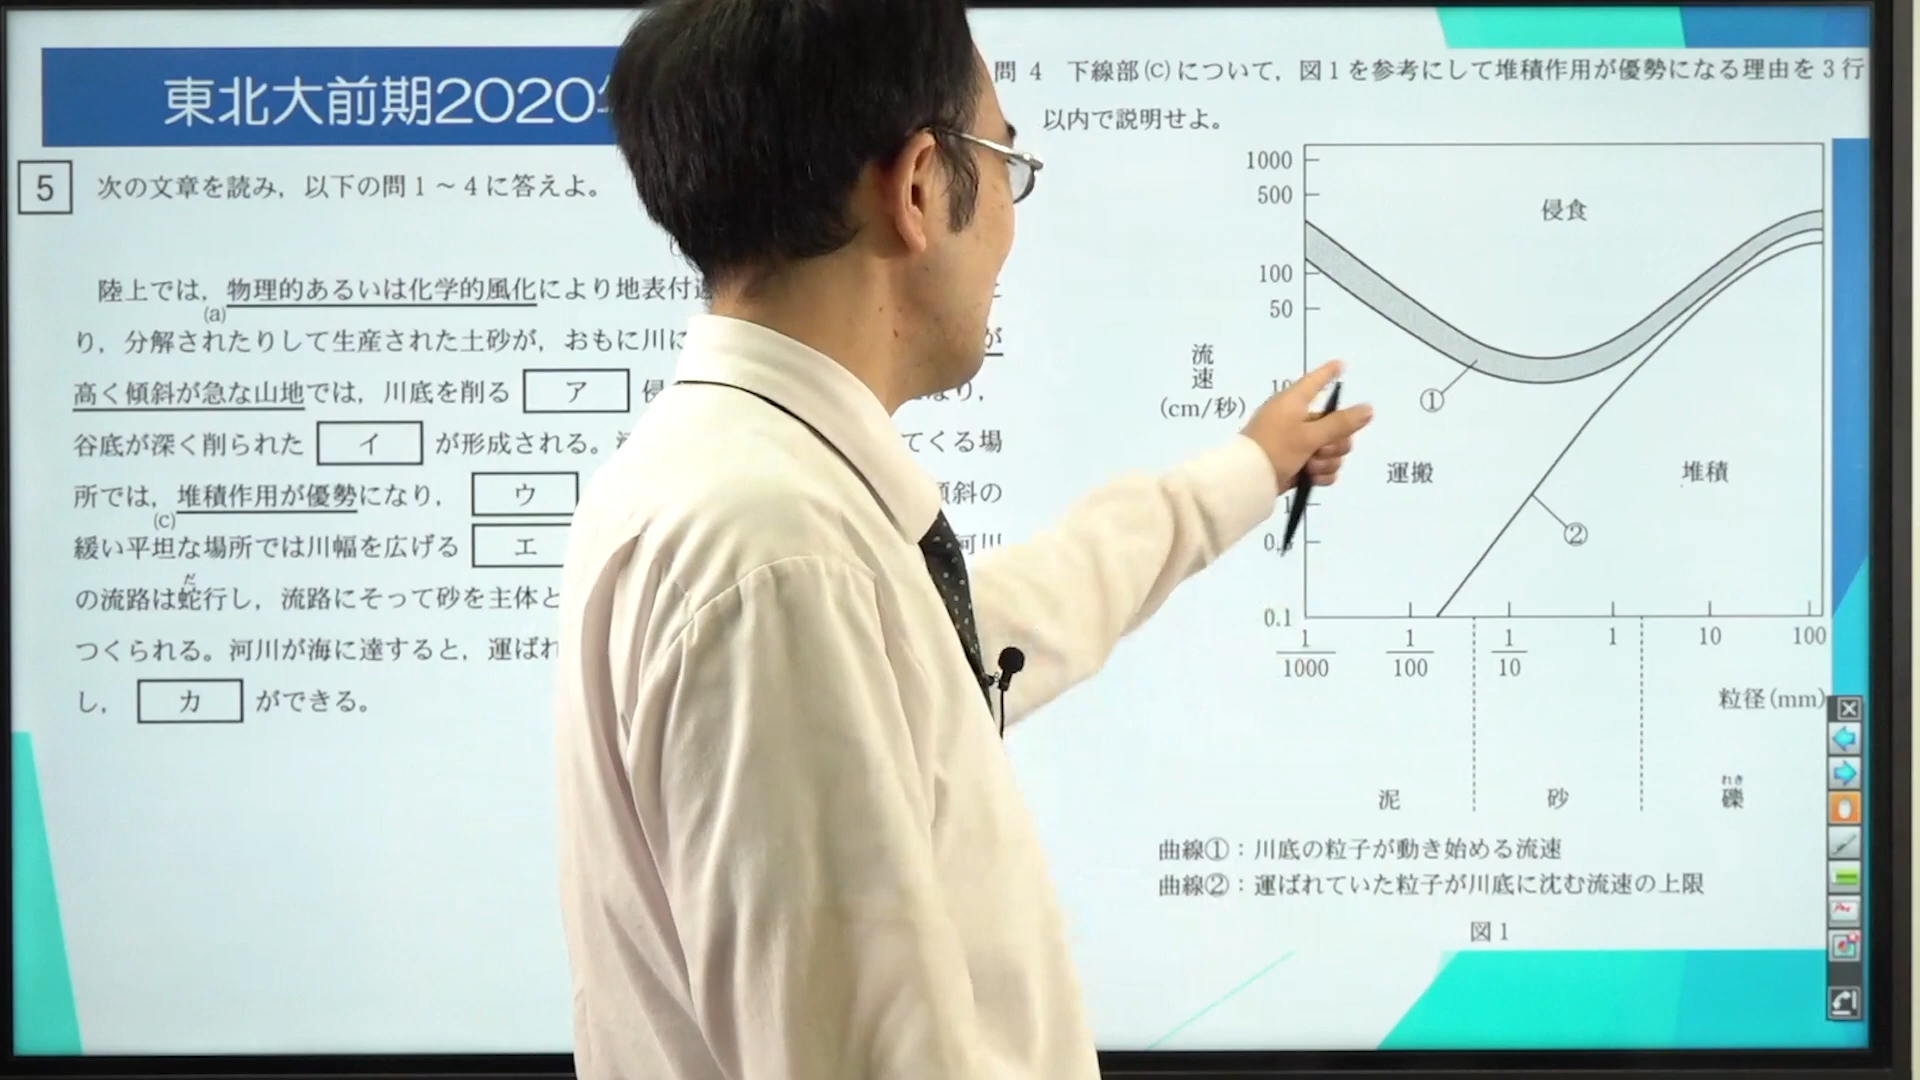 東北大前期2020
5 次の文章を読み,以下の問1~4に答えよ。
陸上では,物理的あるいは化学的風化により地表付近
(a)
り,分解されたりして生産された土砂が,おもに川に が
高く傾斜が急な山地では,川底を削る ア 侵 なり,
谷底が深く削られた イ が形成される。 てくる場
所では,堆積作用が優勢になり, ウ 傾斜の
(c)
緩い平坦な場所では川幅を広げる エ 河川
だ
の流路は蛇行し,流路にそって砂を主体と
つくられる。河川が海に達すると,運ばれ
し, カ ができる。
問4 下線部(c)について,図1を参考にして堆積作用が優勢になる理由を3行
以内で説明せよ。
1000
500
100
50
10
1
0.1
流速
(cm/秒)
侵食
運搬
堆積
①
②
1/1000 1/100 1/10 1 10 100
粒径(mm)
泥 砂 礫
れき
曲線①:川底の粒子が動き始める流速
曲線②:運ばれていた粒子が川底に沈む流速の上限
図1